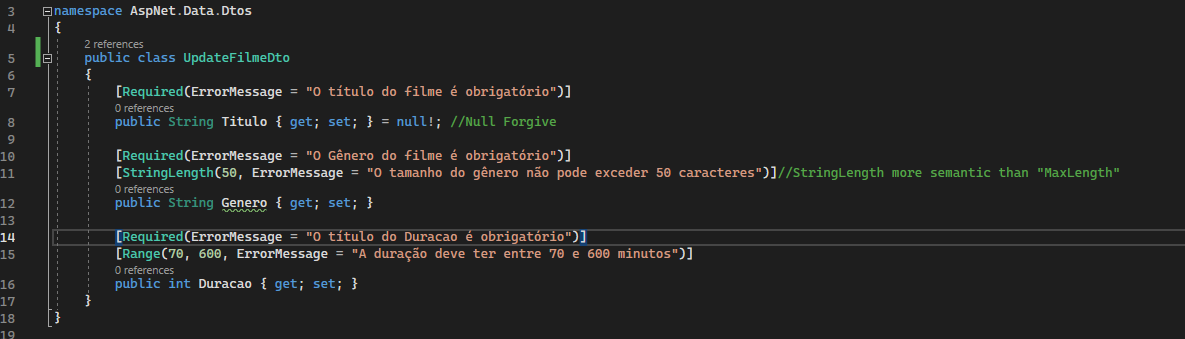 3 namespace AspNet.Data.Dtos
4 {
2 references
5 public class UpdateFilmeDto
6 {
7 [Required(ErrorMessage = "O título do filme é obrigatório")]
0 references
8 public String Titulo { get; set; } = null!; //Null Forgive
9
10 [Required(ErrorMessage = "O Gênero do filme é obrigatório")]
11 [StringLength(50, ErrorMessage = "O tamanho do gênero não pode exceder 50 caracteres")]//StringLength more semantic than "MaxLength"
0 references
12 public String Genero { get; set; }
13
14 [Required(ErrorMessage = "O título do Duracao é obrigatório")]
15 [Range(70, 600, ErrorMessage = "A duração deve ter entre 70 e 600 minutos")]
0 references
16 public int Duracao { get; set; }
17 }
18 }
19